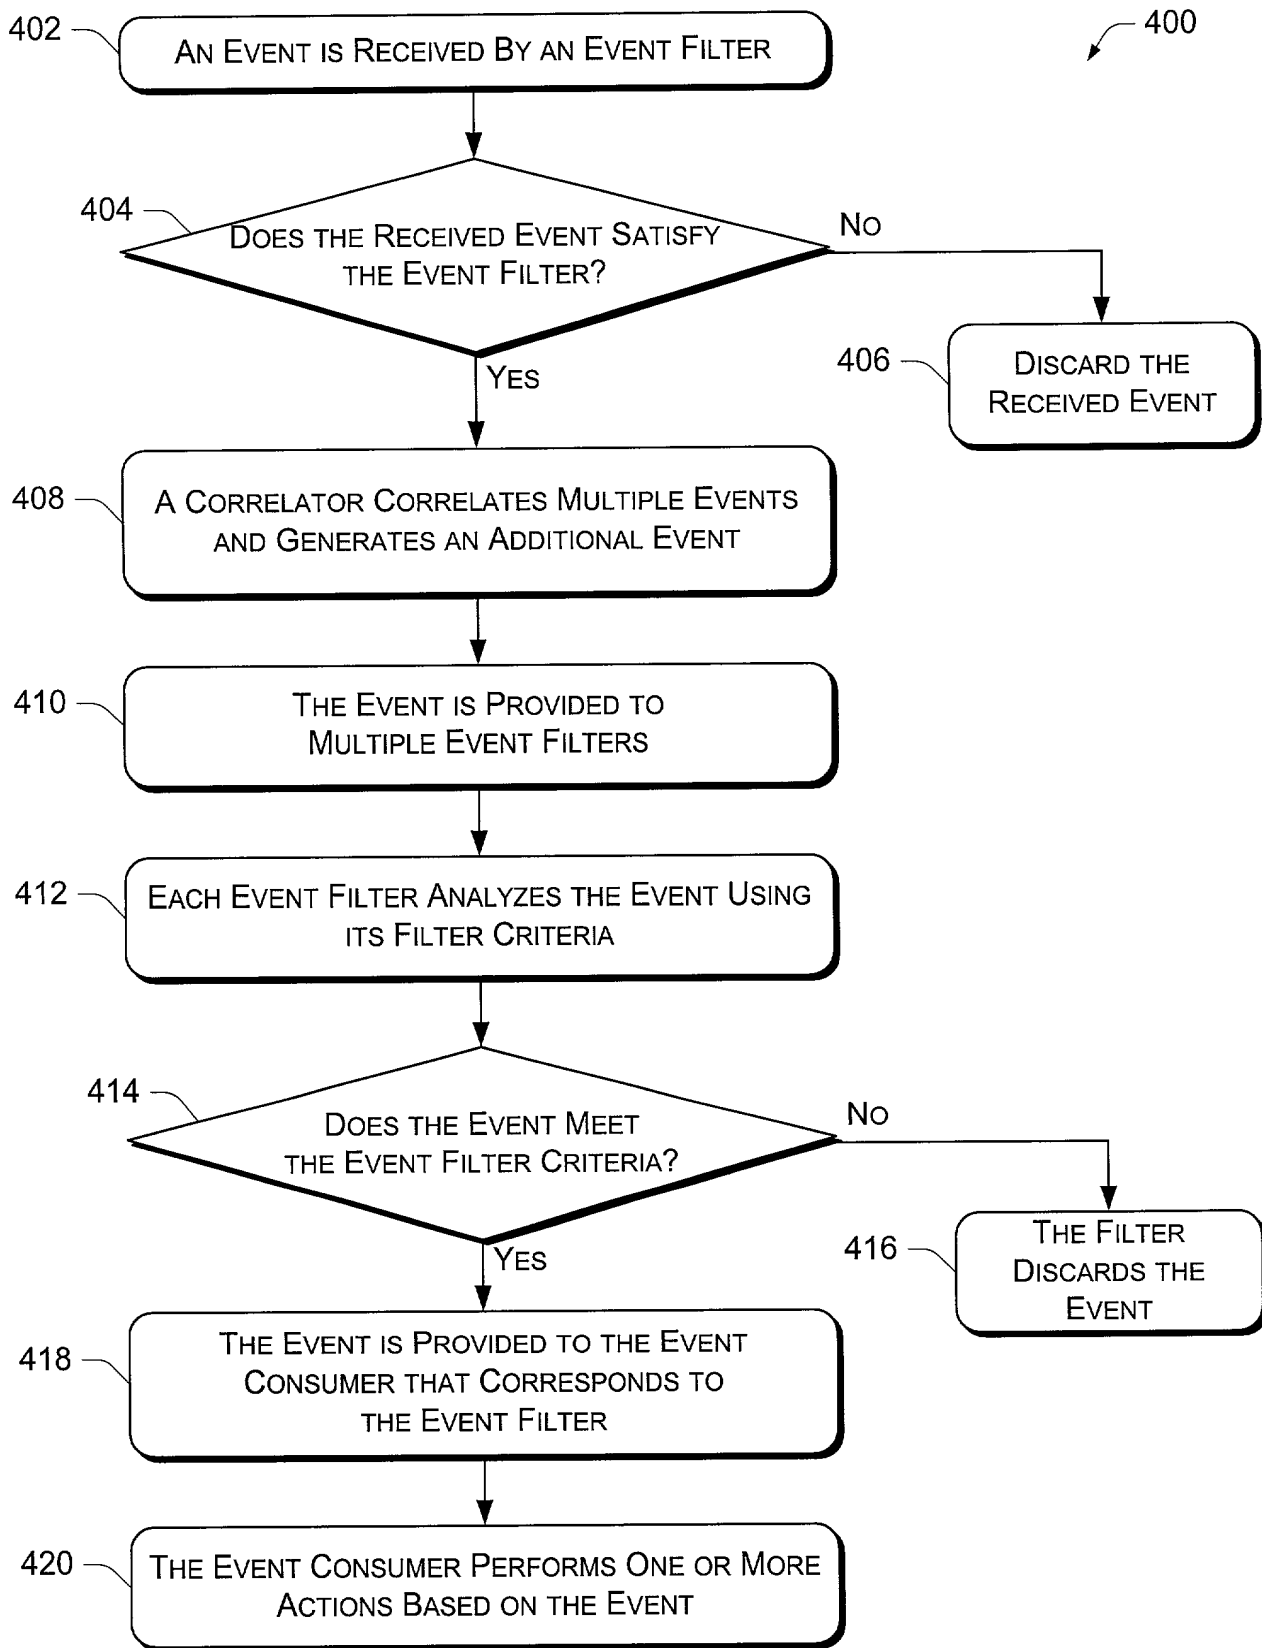 402
AN EVENT IS RECEIVED BY AN EVENT FILTER
400
404
DOES THE RECEIVED EVENT SATISFY
THE EVENT FILTER?
NO
YES
406
DISCARD THE
RECEIVED EVENT
408
A CORRELATOR CORRELATES MULTIPLE EVENTS
AND GENERATES AN ADDITIONAL EVENT
410
THE EVENT IS PROVIDED TO
MULTIPLE EVENT FILTERS
412
EACH EVENT FILTER ANALYZES THE EVENT USING
ITS FILTER CRITERIA
414
DOES THE EVENT MEET
THE EVENT FILTER CRITERIA?
NO
YES
416
THE FILTER
DISCARDS THE
EVENT
418
THE EVENT IS PROVIDED TO THE EVENT
CONSUMER THAT CORRESPONDS TO
THE EVENT FILTER
420
THE EVENT CONSUMER PERFORMS ONE OR MORE
ACTIONS BASED ON THE EVENT